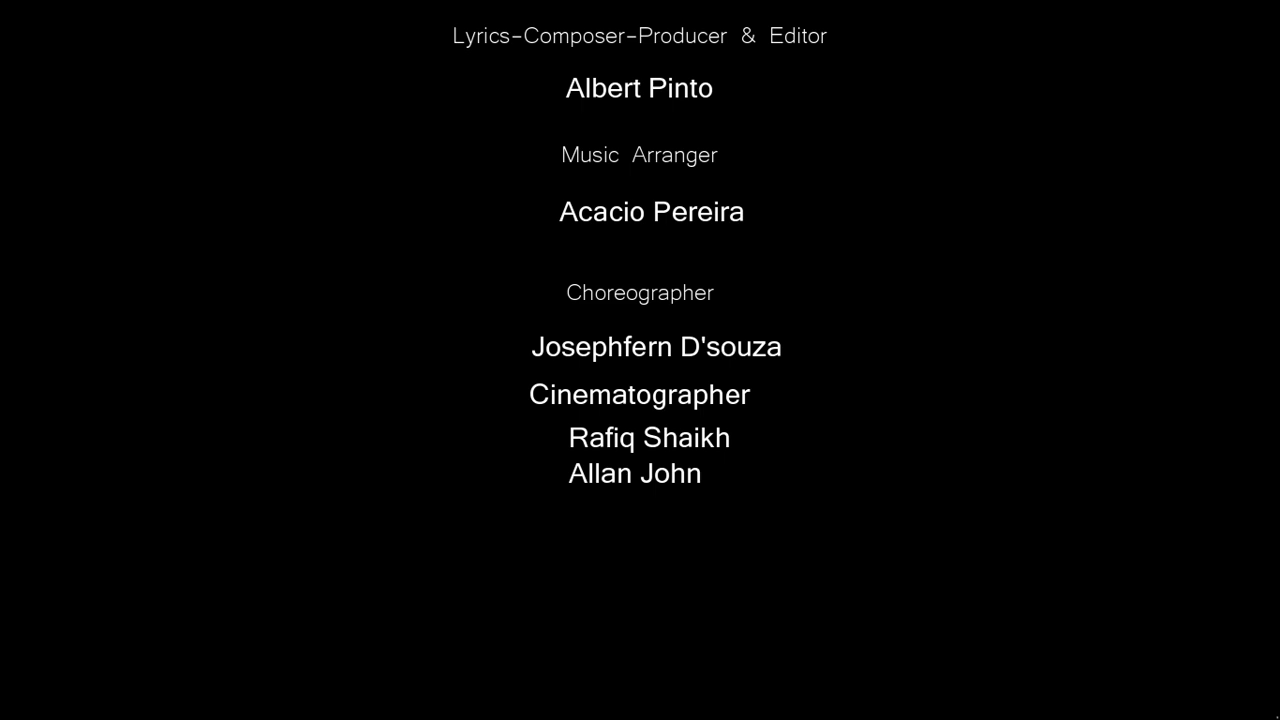 Lyrics-Composer-Producer & Editor
Albert Pinto
Music Arranger
Acacio Pereira
Choreographer
Josephfern D'souza
Cinematographer
Rafiq Shaikh
Allan John